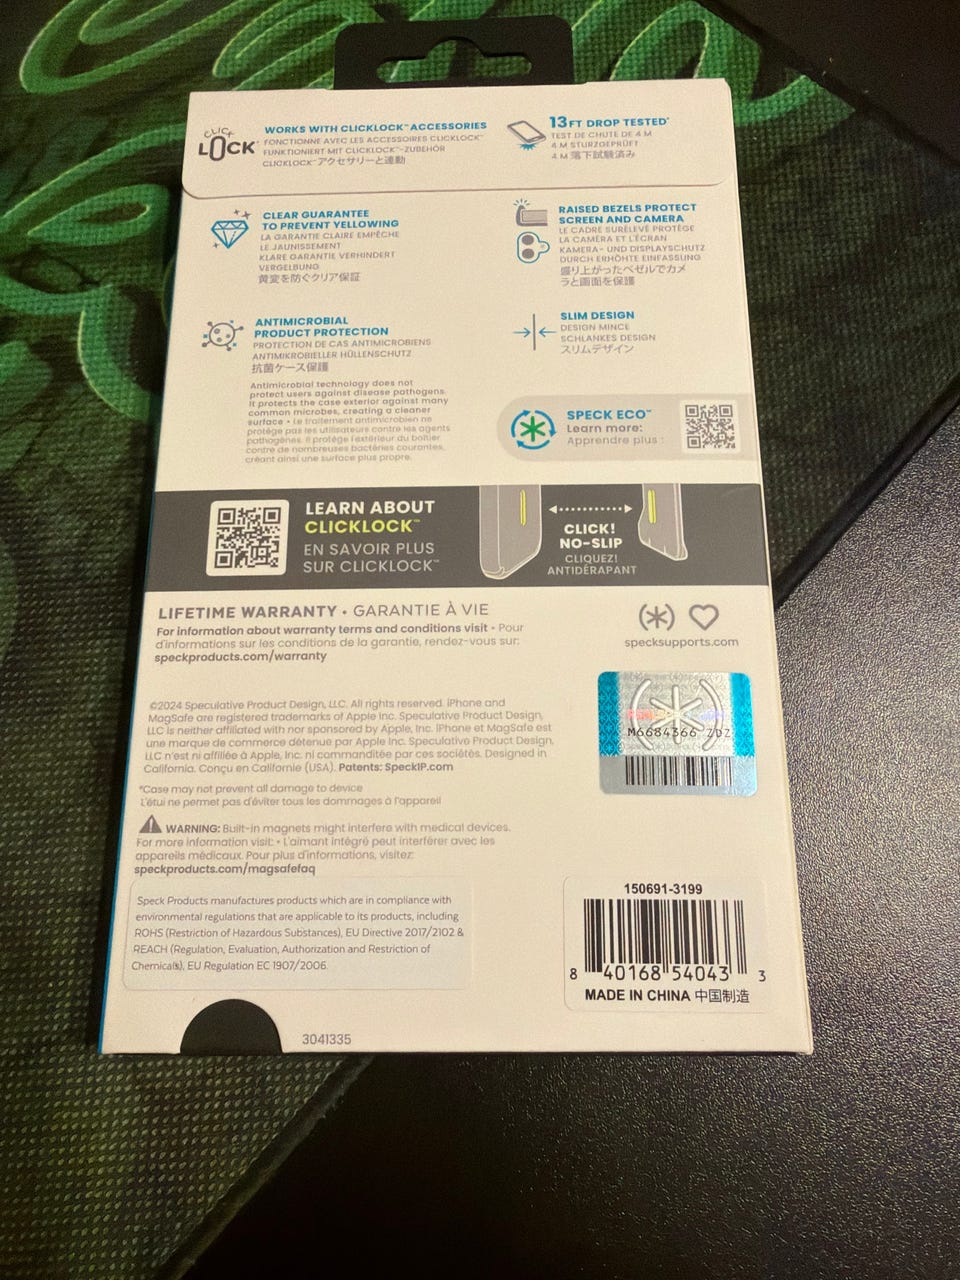 CLICK
LOCK
WORKS WITH CLICKLOCK™ ACCESSORIES
FONCTIONNE AVEC LES ACCESSOIRES CLICKLOCK™
FUNKTIONIERT MIT CLICKLOCK™-ZUBEHÖR
CLICKLOCK™アクセサリーと連動
13FT DROP TESTED*
TEST DE CHUTE DE 4 M
4 M STURZGEPRÜFT
4 M 落下試験済み
CLEAR GUARANTEE
TO PREVENT YELLOWING
LA GARANTIE CLAIRE EMPÊCHE
LE JAUNISSEMENT
KLARE GARANTIE VERHINDERT
VERGELBUNG
黄変を防ぐクリア保証
RAISED BEZELS PROTECT
SCREEN AND CAMERA
LE CADRE SURÉLEVÉ PROTÈGE
LA CAMÉRA ET L'ÉCRAN
KAMERA- UND DISPLAYSCHUTZ
DURCH ERHÖHTE EINFASSUNG
盛り上がったベゼルでカメ
ラと画面を保護
ANTIMICROBIAL
PRODUCT PROTECTION
PROTECTION DE CAS ANTIMICROBIENS
ANTIMIKROBIELLER HÜLLENSCHUTZ
抗菌ケース保護
SLIM DESIGN
DESIGN MINCE
SCHLANKES DESIGN
スリムデザイン
Antimicrobial technology does not
protect users against disease pathogens.
It protects the case exterior against many
common microbes, creating a cleaner
surface • Le traitement antimicrobien ne
protège pas les utilisateurs contre les agents
pathogènes. Il protège l'extérieur du boîtier
contre de nombreuses bactéries courantes,
créant ainsi une surface plus propre.
SPECK ECO™
Learn more:
Apprendre plus :
LEARN ABOUT
CLICKLOCK™
EN SAVOIR PLUS
SUR CLICKLOCK™
CLICK!
NO-SLIP
CLIQUEZ!
ANTIDÉRAPANT
LIFETIME WARRANTY • GARANTIE À VIE
For information about warranty terms and conditions visit • Pour
d'informations sur les conditions de la garantie, rendez-vous sur:
speckproducts.com/warranty
specksupports.com
©2024 Speculative Product Design, LLC. All rights reserved. iPhone and
MagSafe are registered trademarks of Apple Inc. Speculative Product Design,
LLC is neither affiliated with nor sponsored by Apple, Inc. iPhone et MagSafe est
une marque de commerce détenue par Apple Inc. Speculative Product Design,
LLC n'est ni affilié à Apple, Inc. ni commanditée par ces sociétés. Designed in
California. Conçu en Californie (USA). Patents: SpeckIP.com
M6684366 ZDZ
*Case may not prevent all damage to device
L'étui ne permet pas d'éviter tous les dommages à l'appareil
WARNING: Built-in magnets might interfere with medical devices.
For more information visit: • L'aimant intégré peut interférer avec les
appareils médicaux. Pour plus d'informations, visitez:
speckproducts.com/magsafefaq
Speck Products manufactures products which are in compliance with
environmental regulations that are applicable to its products, including
ROHS (Restriction of Hazardous Substances), EU Directive 2017/2102 &
REACH (Regulation, Evaluation, Authorization and Restriction of
Chemicals), EU Regulation EC 1907/2006.
150691-3199
8 40168 54043 3
MADE IN CHINA 中国制造
3041335